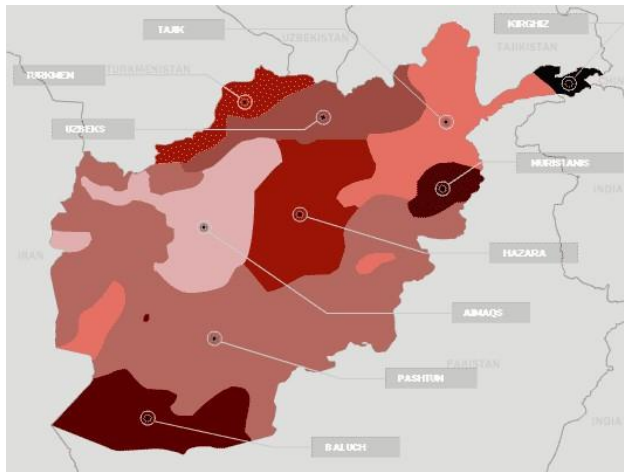 TAJIK
KIRGHIZ
UZBEKISTAN
TAJIKISTAN
TURKMEN
TURKMENISTAN
UZBEKS
NURISTANIS
INDIA
IRAN
HAZARA
AIMAQS
PAKISTAN
PASHTUN
INDIA
BALUCH